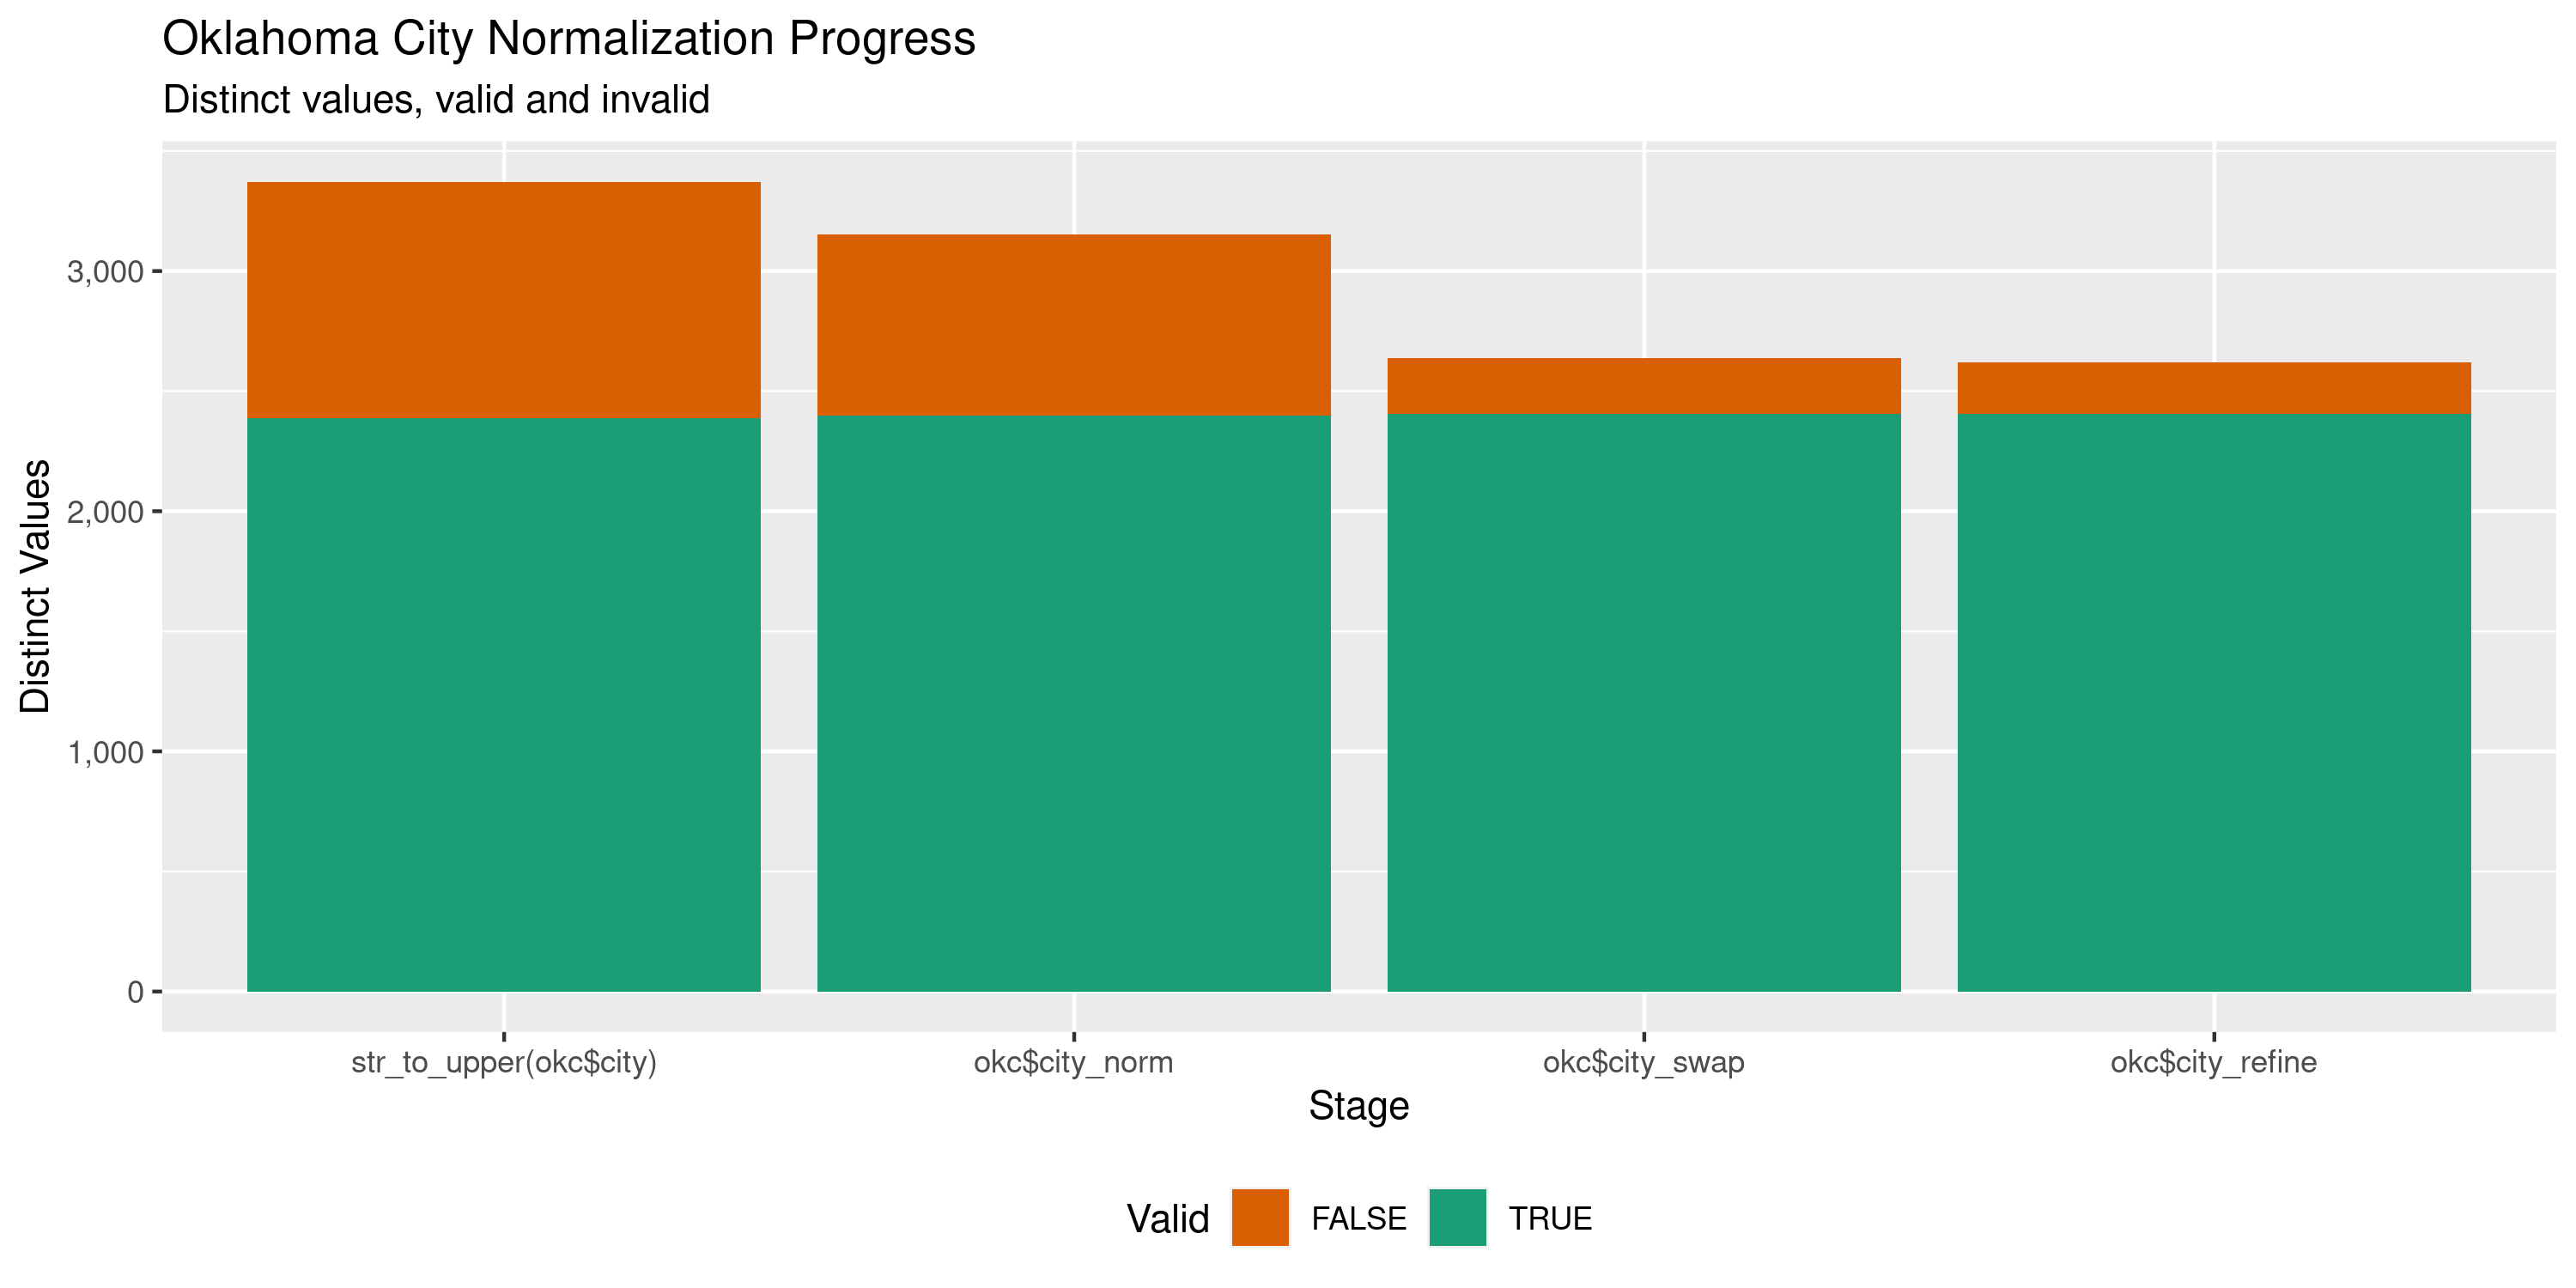 Oklahoma City Normalization Progress
Distinct values, valid and invalid
Distinct Values
3,000
2,000
1,000
0
str_to_upper(okc$city) okc$city_norm okc$city_swap okc$city_refine
Stage
Valid FALSE TRUE